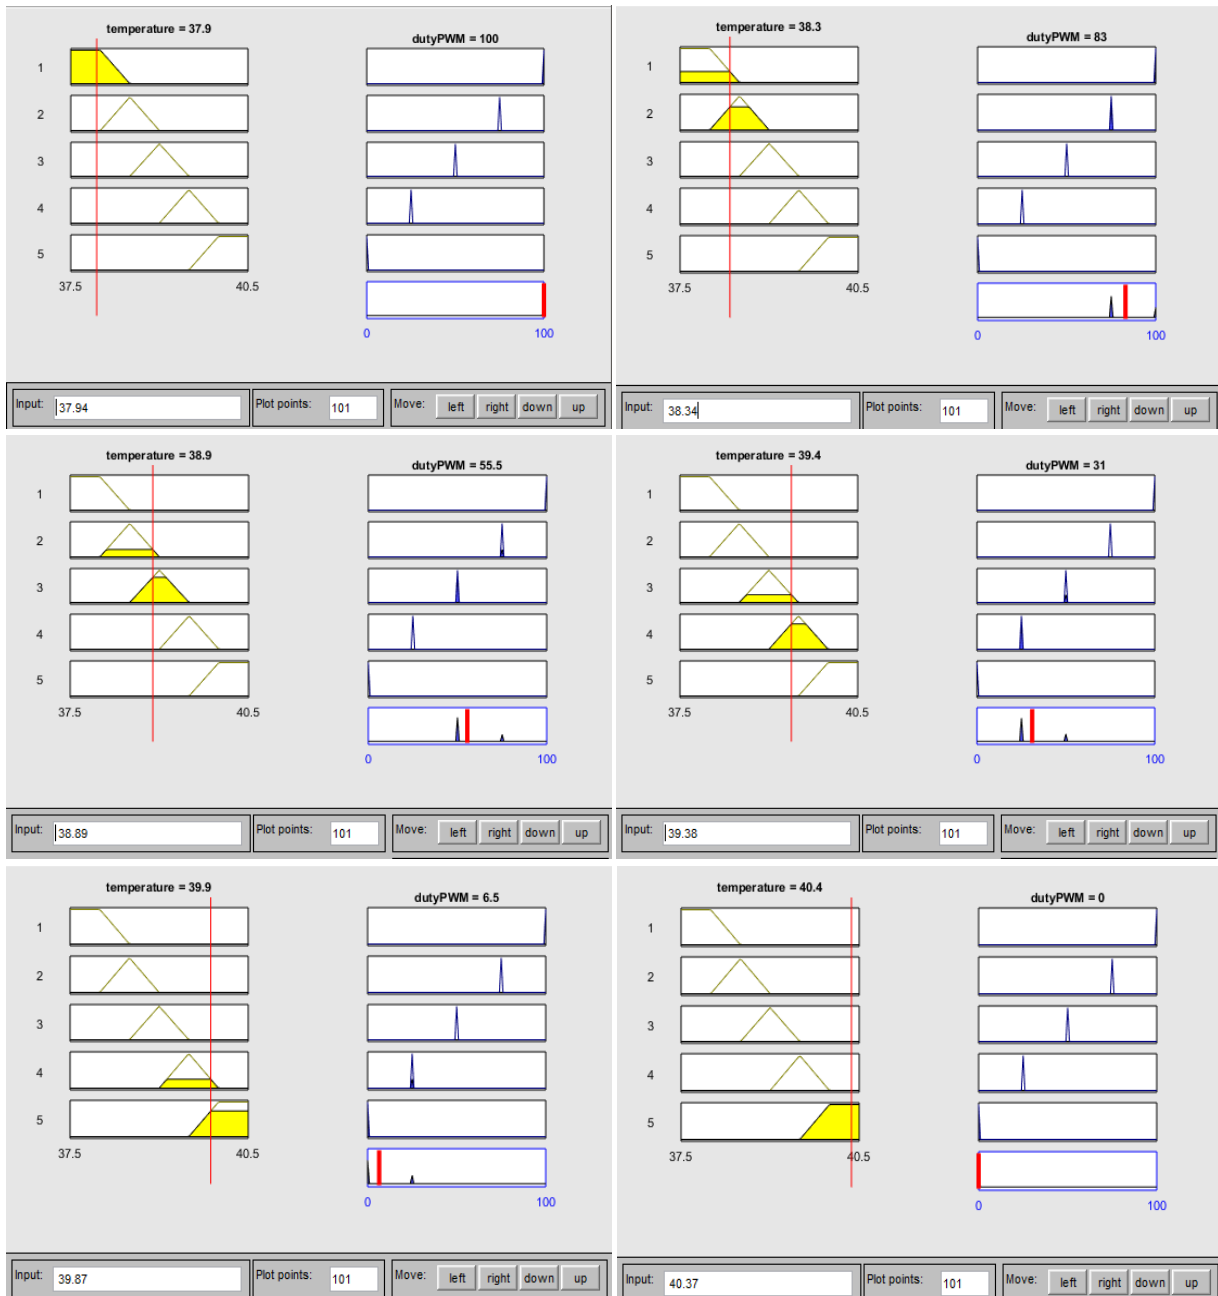 temperature = 37.9
dutyPWM = 100
1
2
3
4
5
37.5 40.5
0 100
Input: 37.94 Plot points: 101 Move: left right down up
temperature = 38.3
dutyPWM = 83
1
2
3
4
5
37.5 40.5
0 100
Input: 38.34 Plot points: 101 Move: left right down up
temperature = 38.9
dutyPWM = 55.5
1
2
3
4
5
37.5 40.5
0 100
Input: 38.89 Plot points: 101 Move: left right down up
temperature = 39.4
dutyPWM = 31
1
2
3
4
5
37.5 40.5
0 100
Input: 39.38 Plot points: 101 Move: left right down up
temperature = 39.9
dutyPWM = 6.5
1
2
3
4
5
37.5 40.5
0 100
Input: 39.87 Plot points: 101 Move: left right down up
temperature = 40.4
dutyPWM = 0
1
2
3
4
5
37.5 40.5
0 100
Input: 40.37 Plot points: 101 Move: left right down up